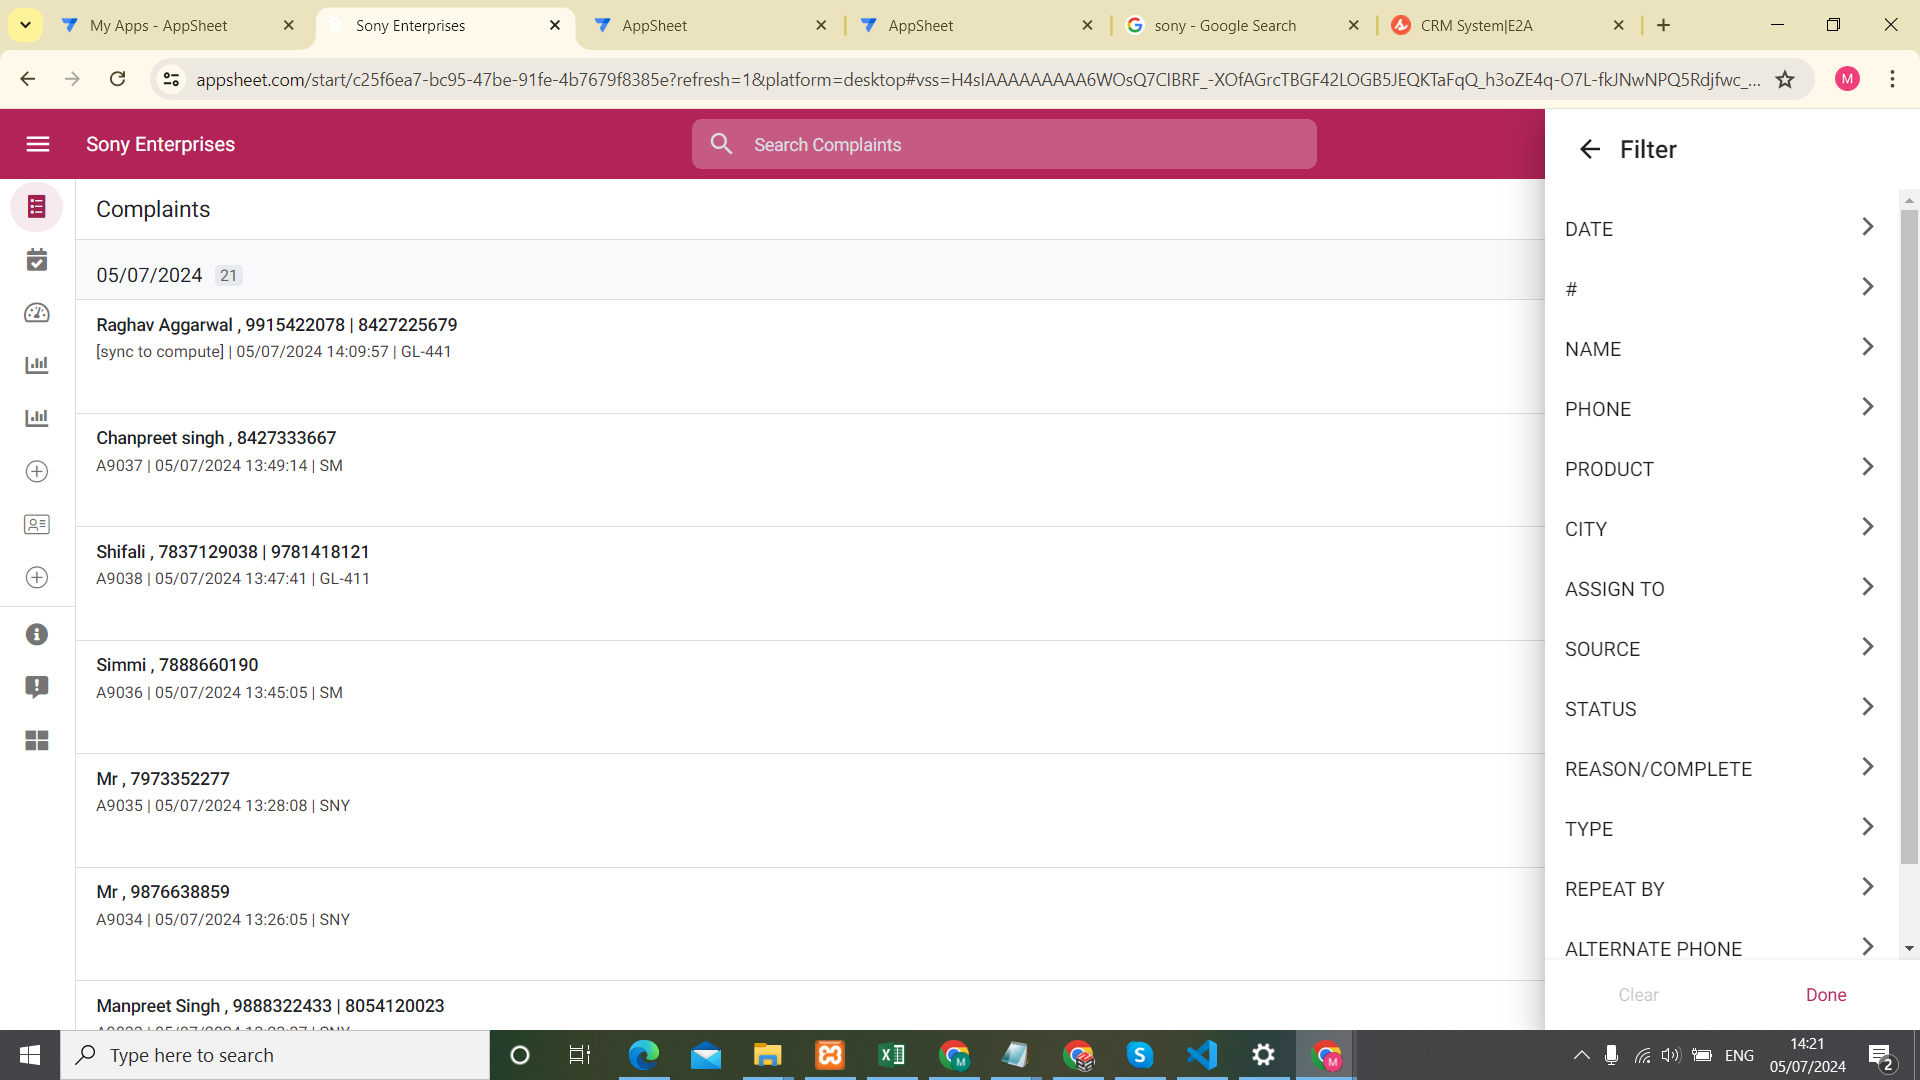 My Apps - AppSheet
Sony Enterprises
AppSheet
AppSheet
sony - Google Search
CRM System|E2A
appsheet.com/start/c25f6ea7-bc95-47be-91fe-4b7679f8385e?refresh=1&platform=desktop#vss=H4sIAAAAAAAAA6WOsQ7CIBRF_-XOfAGrcTBGF42LOGB5JEQKTaFqQ_h3oZE4q-O7L-fkJNwNPQ5Rdjfwc_...
M
Sony Enterprises
Search Complaints
Filter
Complaints
05/07/2024 21
Raghav Aggarwal , 9915422078 | 8427225679
[sync to compute] | 05/07/2024 14:09:57 | GL-441
Chanpreet singh , 8427333667
A9037 | 05/07/2024 13:49:14 | SM
Shifali , 7837129038 | 9781418121
A9038 | 05/07/2024 13:47:41 | GL-411
Simmi , 7888660190
A9036 | 05/07/2024 13:45:05 | SM
Mr , 7973352277
A9035 | 05/07/2024 13:28:08 | SNY
Mr , 9876638859
A9034 | 05/07/2024 13:26:05 | SNY
Manpreet Singh , 9888322433 | 8054120023
DATE
#
NAME
PHONE
PRODUCT
CITY
ASSIGN TO
SOURCE
STATUS
REASON/COMPLETE
TYPE
REPEAT BY
ALTERNATE PHONE
Clear
Done
Type here to search
ENG
14:21
05/07/2024
2